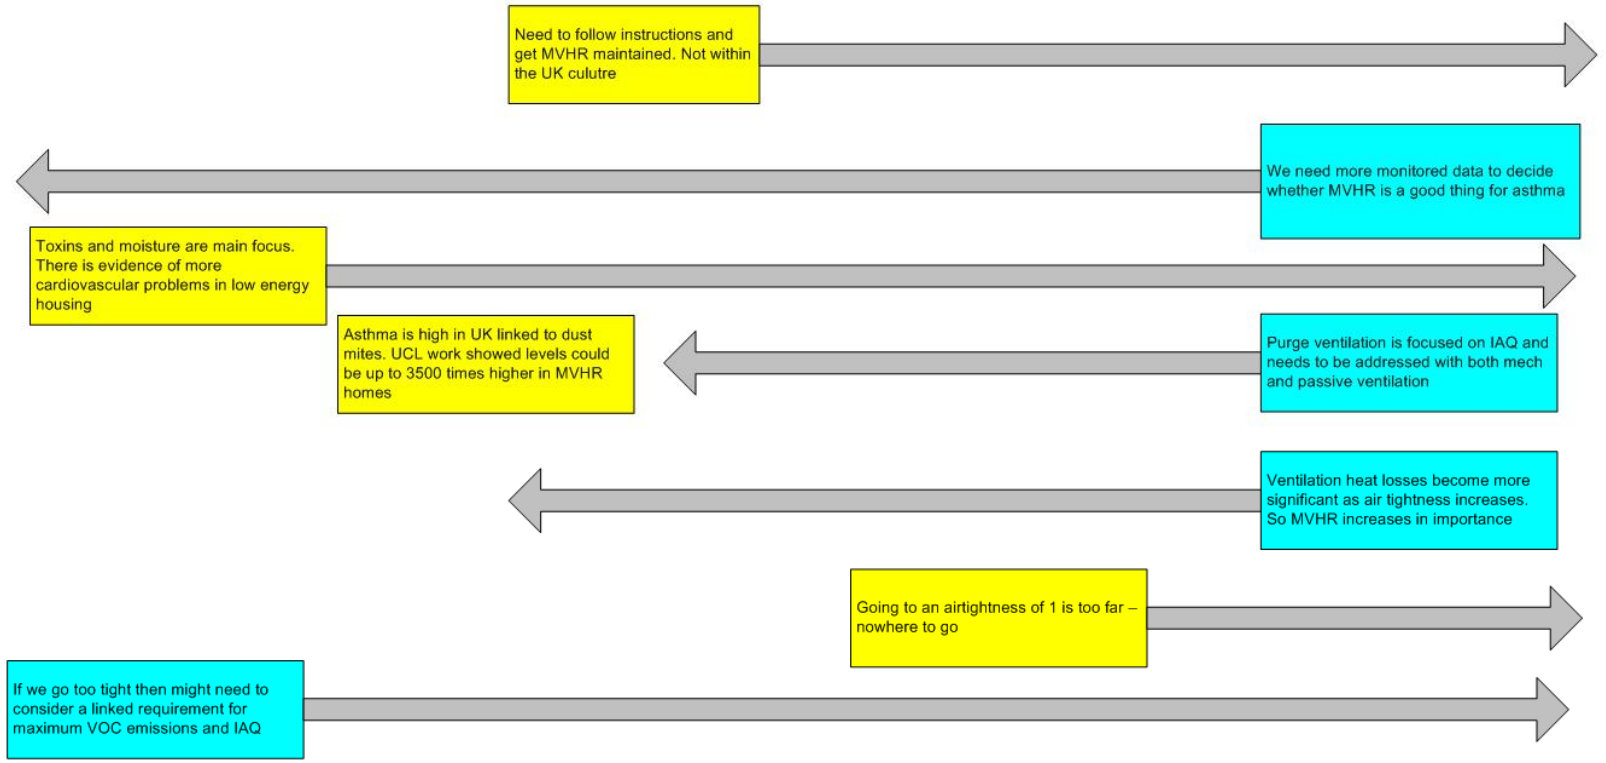 Need to follow instructions and
get MVHR maintained. Not within
the UK culutre
We need more monitored data to decide
whether MVHR is a good thing for asthma
Toxins and moisture are main focus.
There is evidence of more
cardiovascular problems in low energy
housing
Asthma is high in UK linked to dust
mites. UCL work showed levels could
be up to 3500 times higher in MVHR
homes
Purge ventilation is focused on IAQ and
needs to be addressed with both mech
and passive ventilation
Ventilation heat losses become more
significant as air tightness increases.
So MVHR increases in importance
Going to an airtightness of 1 is too far –
nowhere to go
If we go too tight then might need to
consider a linked requirement for
maximum VOC emissions and IAQ